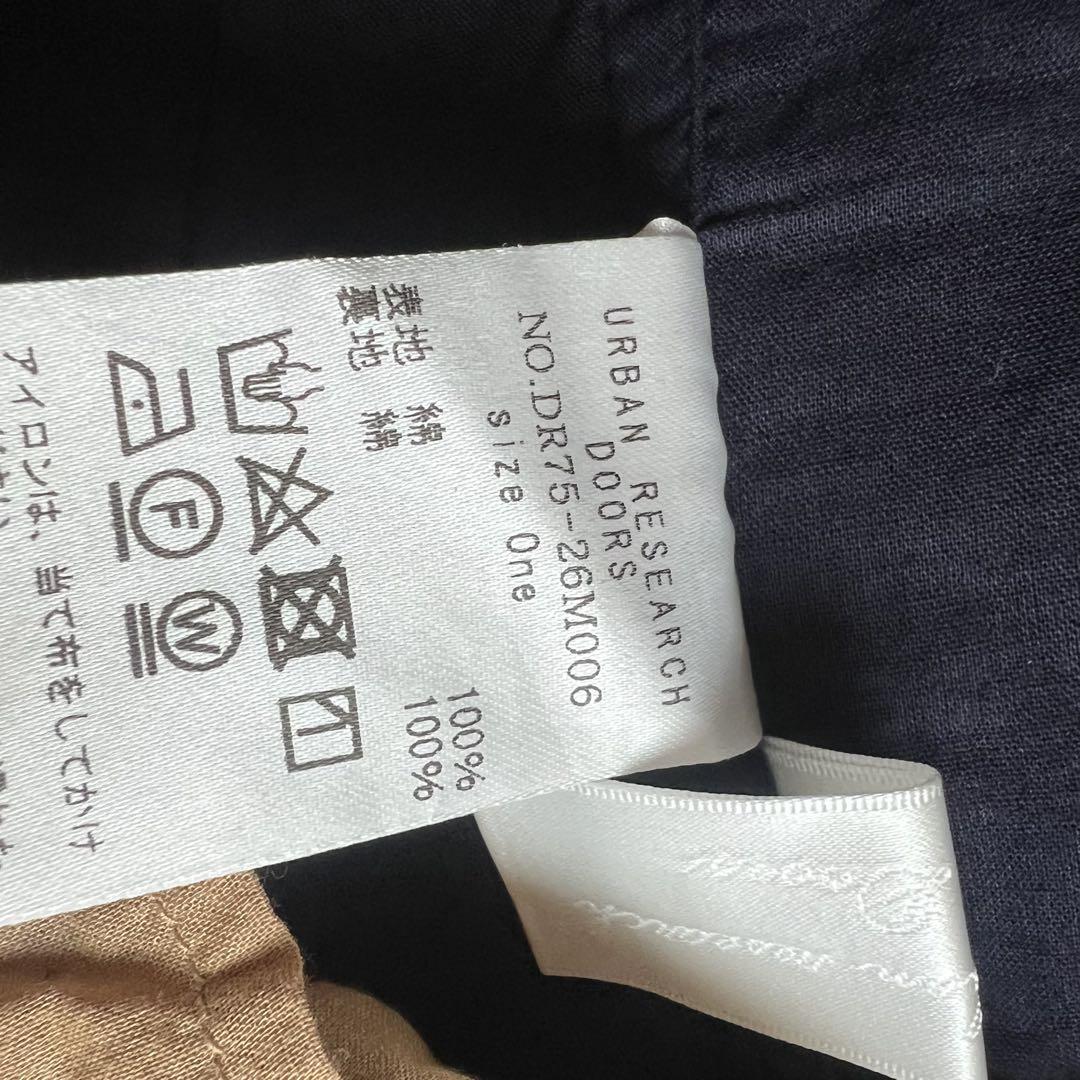 URBAN RESEARCH
DOORS
NO.DR75-26M006
size One
表地 綿 100%
裏地 綿 100%
F
W
アイロンは、当て布をしてかけ